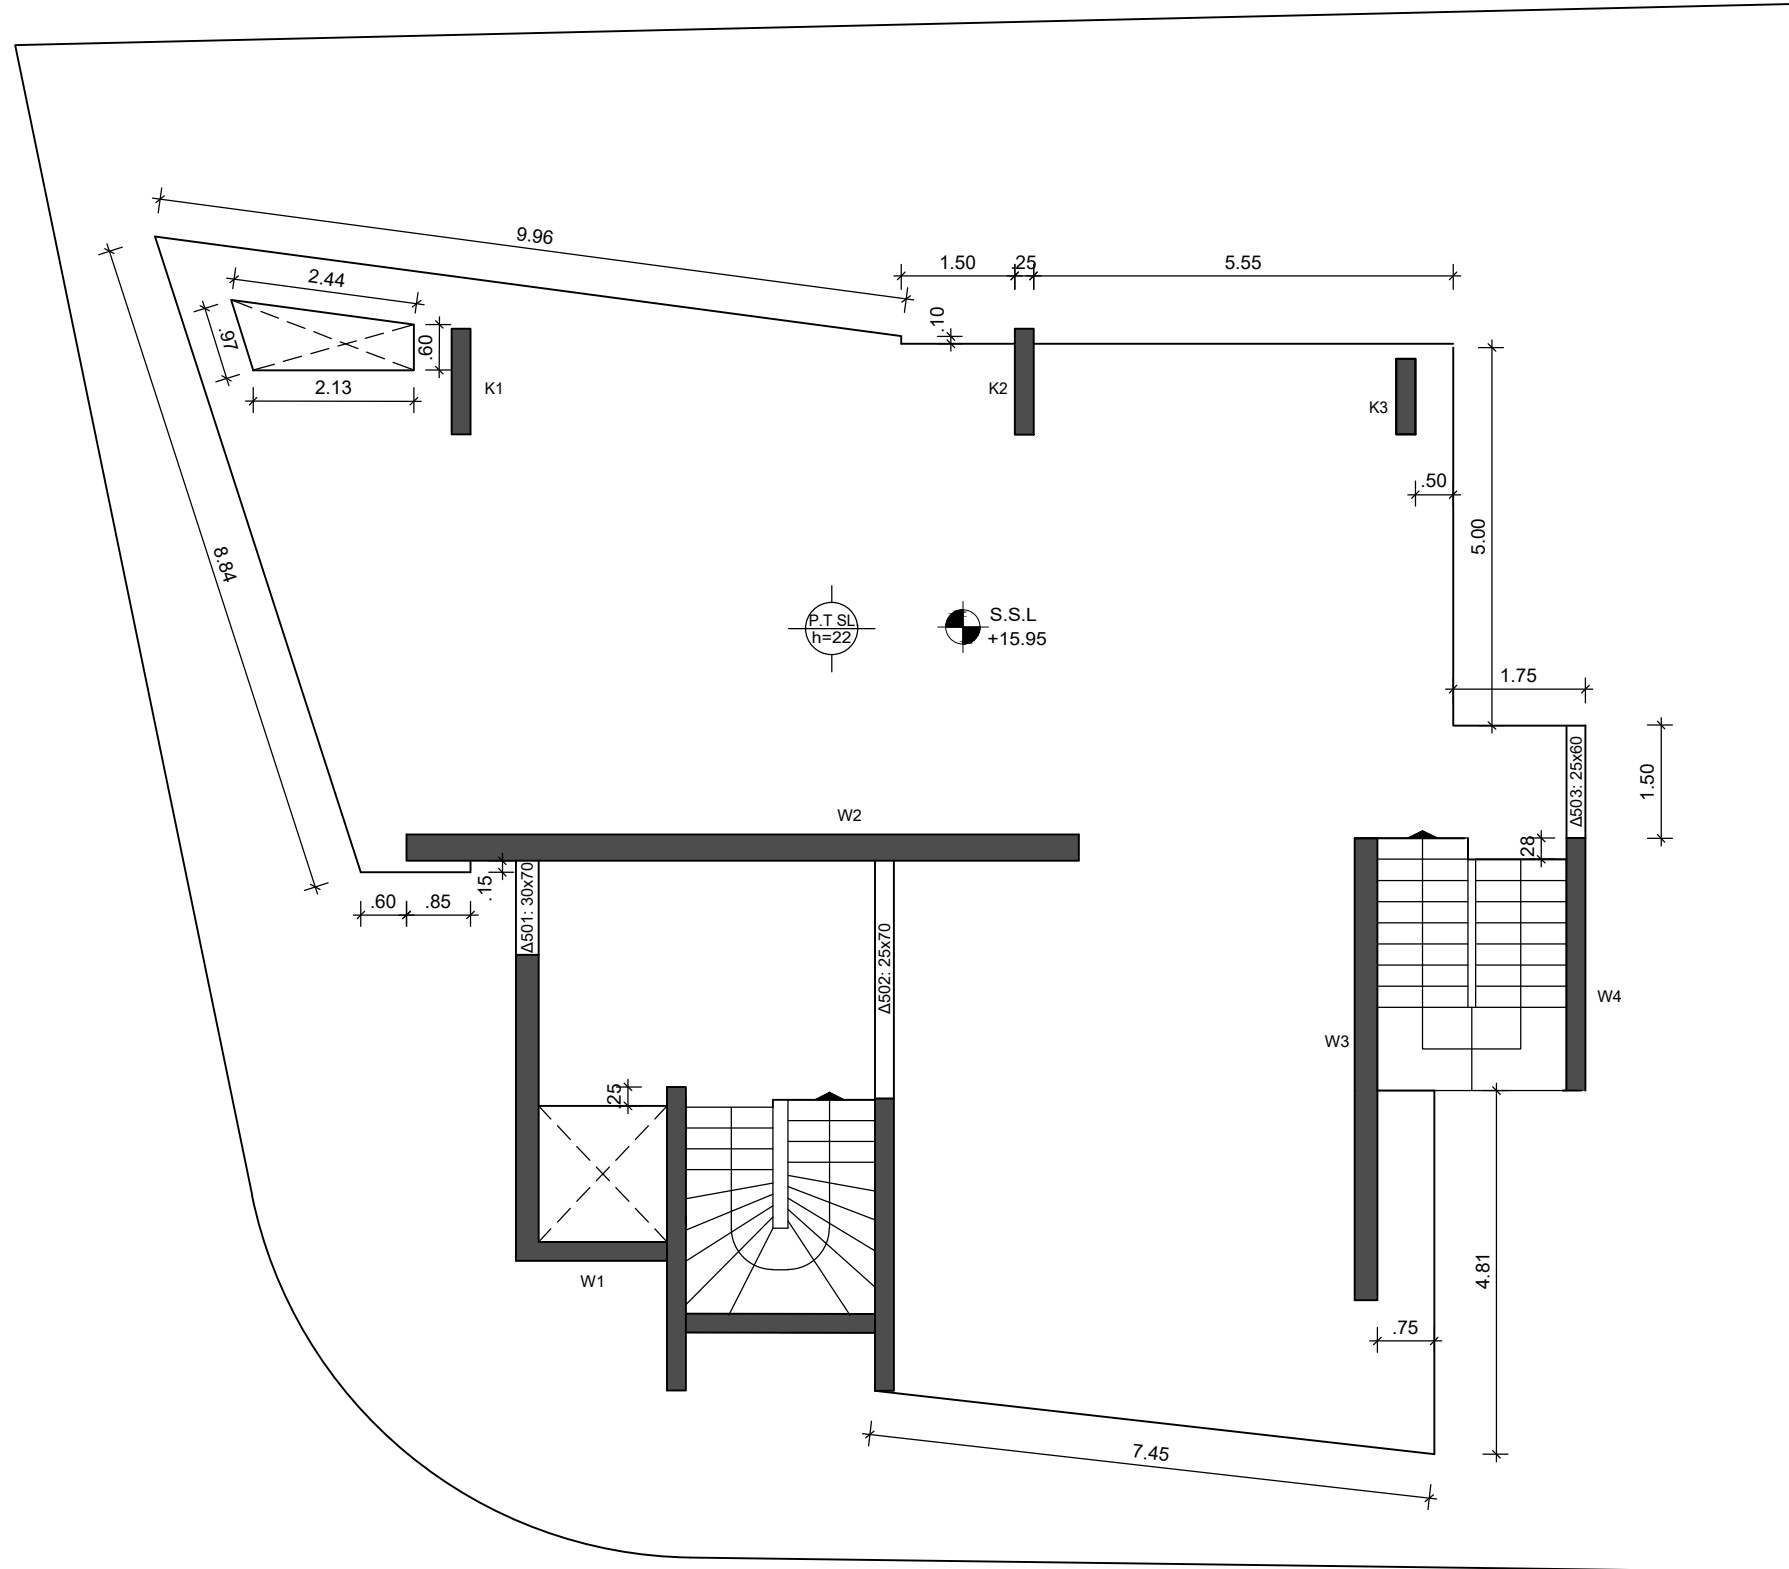 9.96
2.44
.97
.60
2.13
K1
1.50
.25
5.55
.10
K2
K3
.50
5.00
8.84
P.T SL
h=22
S.S.L
+15.95
1.75
Δ503: 25x60
1.50
W2
.28
.15
.60
.85
Δ501: 30x70
Δ502: 25x70
W4
W3
.25
W1
4.81
.75
7.45